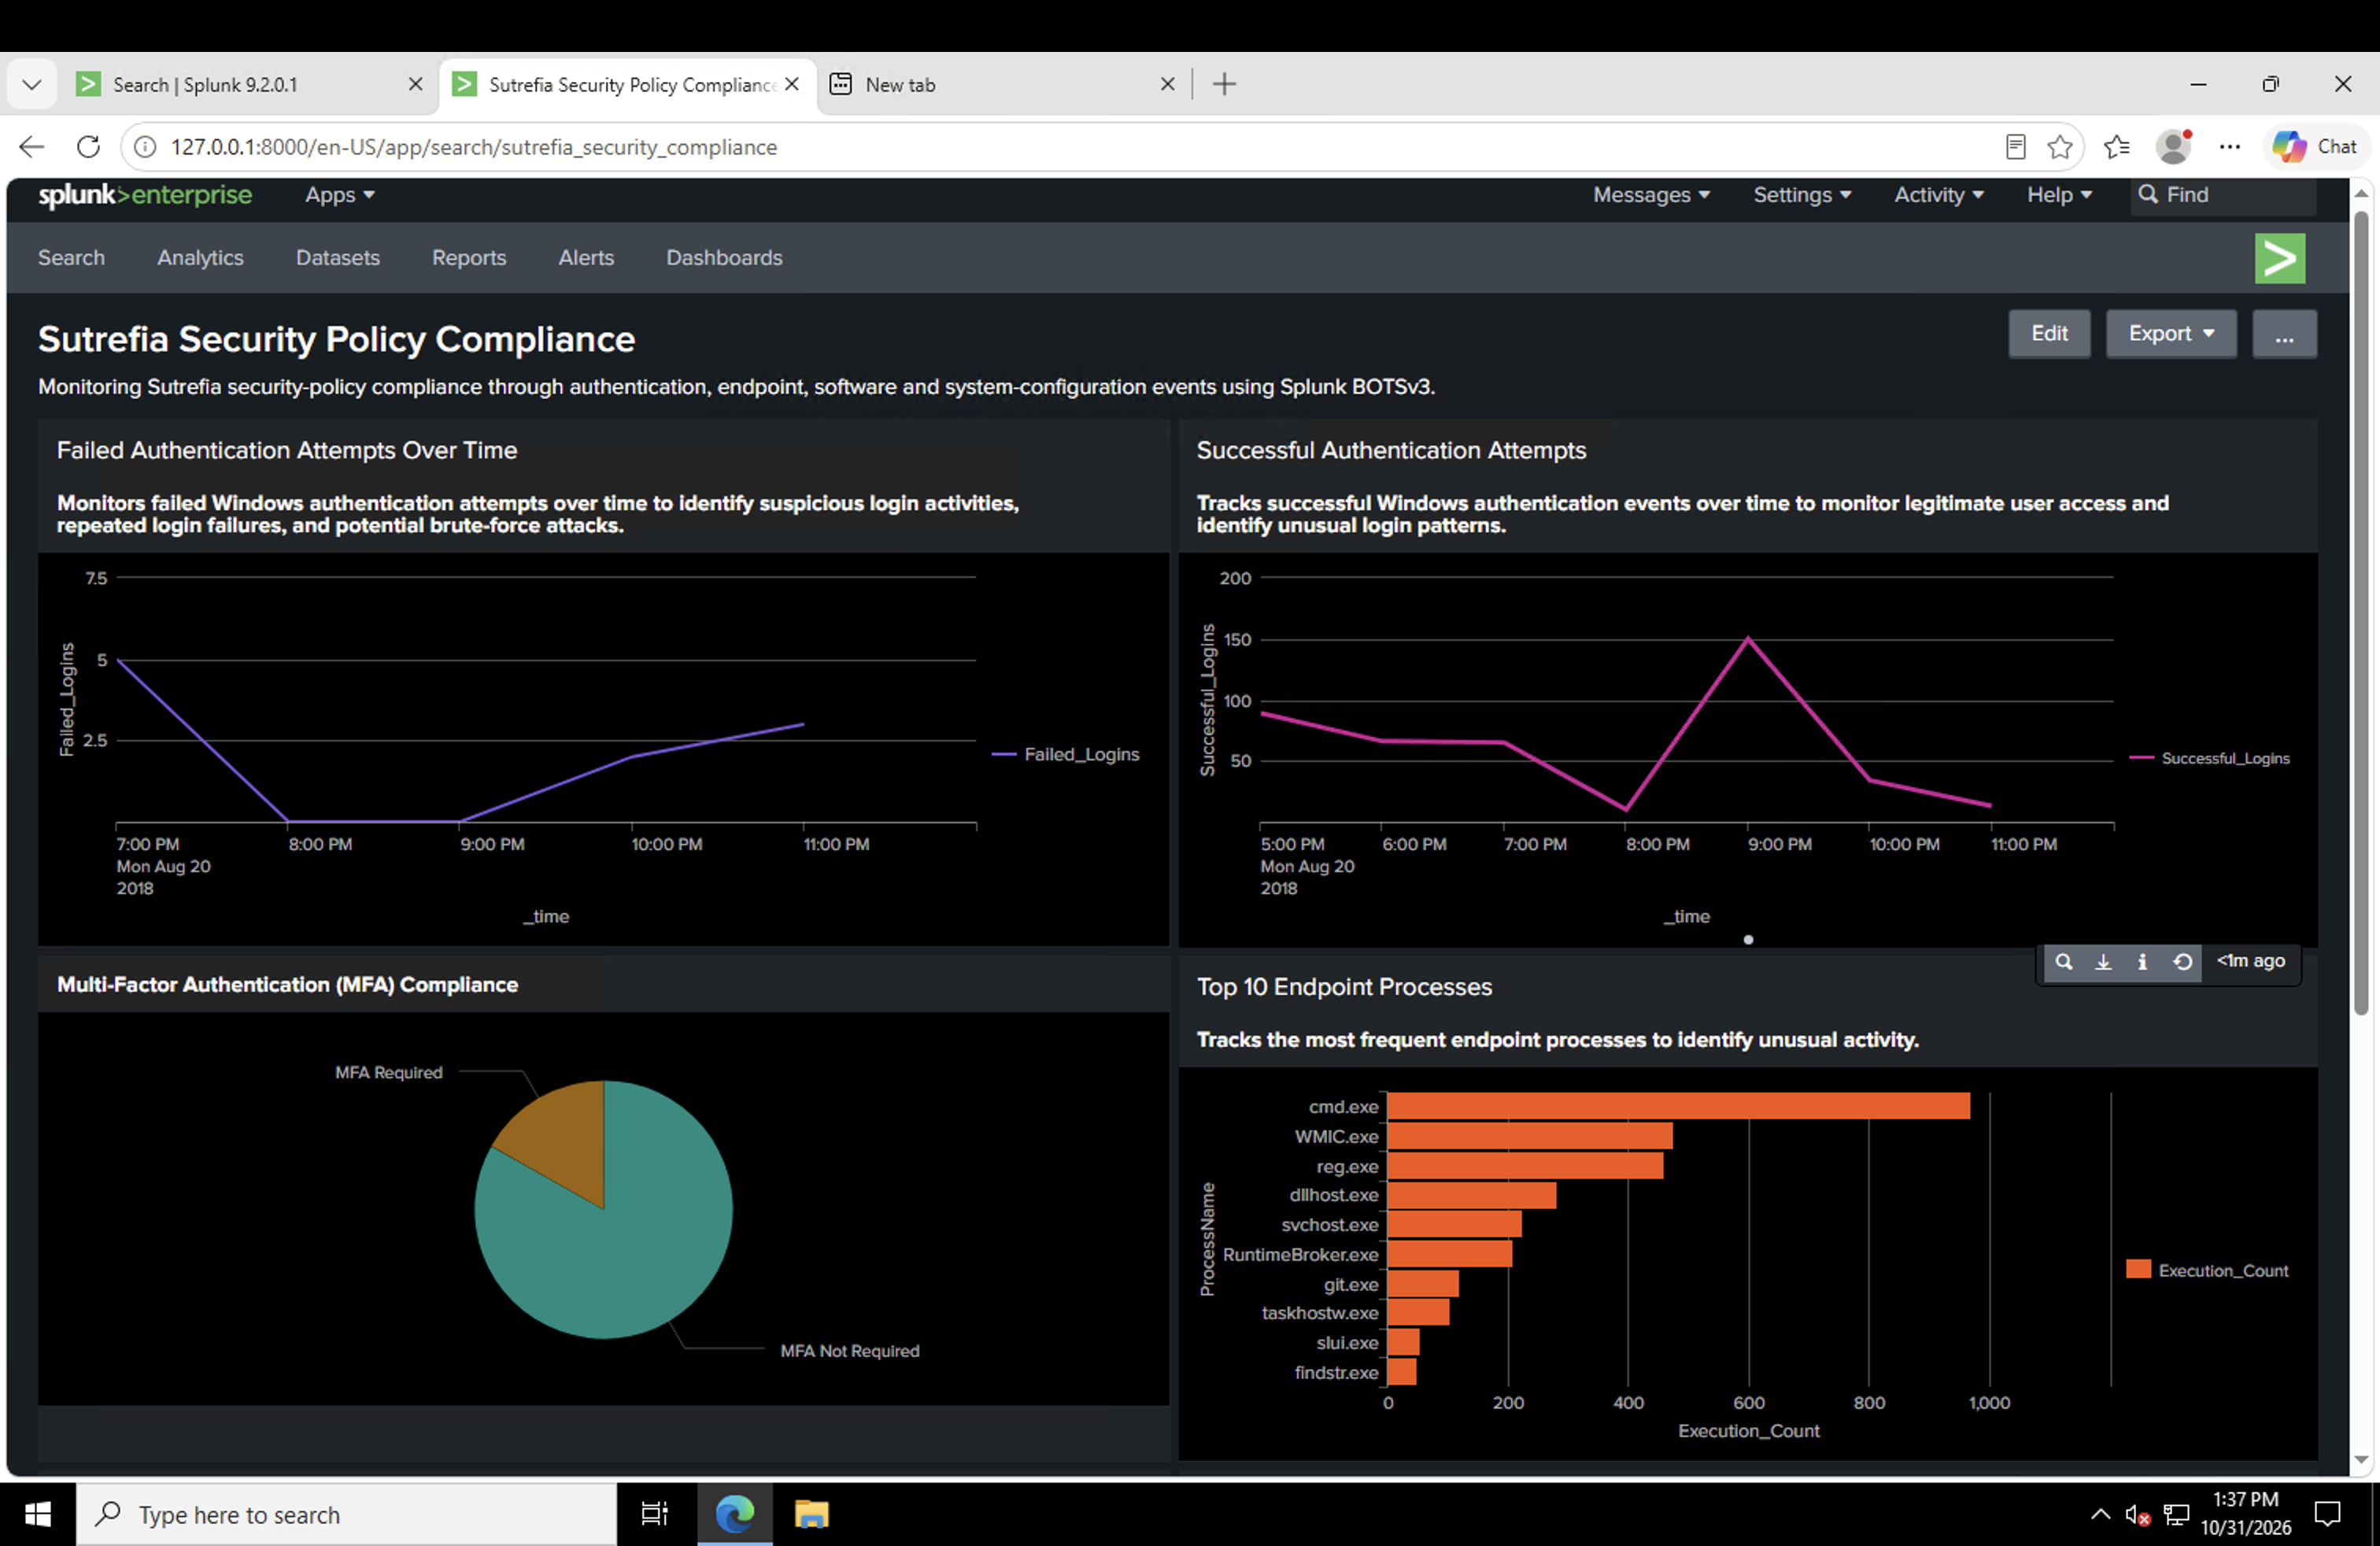 Search | Splunk 9.2.0.1
Sutrefia Security Policy Compliance
New tab
127.0.0.1:8000/en-US/app/search/sutrefia_security_compliance
Chat
splunk>enterprise
Apps
Messages
Settings
Activity
Help
Find
Search
Analytics
Datasets
Reports
Alerts
Dashboards
Sutrefia Security Policy Compliance
Edit
Export
...
Monitoring Sutrefia security-policy compliance through authentication, endpoint, software and system-configuration events using Splunk BOTSv3.
Failed Authentication Attempts Over Time
Monitors failed Windows authentication attempts over time to identify suspicious login activities,
repeated login failures, and potential brute-force attacks.
7.5
5
2.5
Failed_Logins
7:00 PM
Mon Aug 20
2018
8:00 PM
9:00 PM
10:00 PM
11:00 PM
_time
Failed_Logins
Successful Authentication Attempts
Tracks successful Windows authentication events over time to monitor legitimate user access and
identify unusual login patterns.
200
150
100
50
Successful_Logins
5:00 PM
Mon Aug 20
2018
6:00 PM
7:00 PM
8:00 PM
9:00 PM
10:00 PM
11:00 PM
_time
Successful_Logins
<1m ago
Multi-Factor Authentication (MFA) Compliance
MFA Required
MFA Not Required
Top 10 Endpoint Processes
Tracks the most frequent endpoint processes to identify unusual activity.
ProcessName
cmd.exe
WMIC.exe
reg.exe
dllhost.exe
svchost.exe
RuntimeBroker.exe
git.exe
taskhostw.exe
slui.exe
findstr.exe
0
200
400
600
800
1,000
Execution_Count
Execution_Count
Type here to search
1:37 PM
10/31/2026